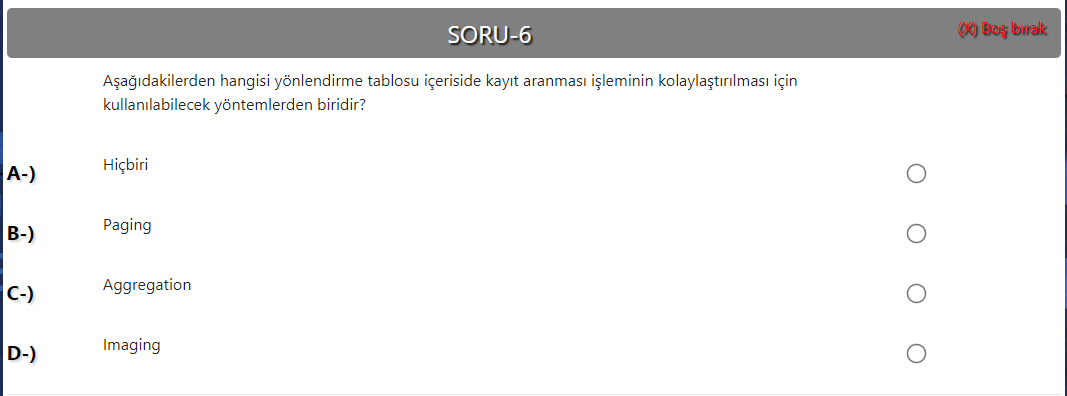 SORU-6
(X) Boş bırak
Aşağıdakilerden hangisi yönlendirme tablosu içeriside kayıt aranması işleminin kolaylaştırılması için
kullanılabilecek yöntemlerden biridir?
A-) Hiçbiri
B-) Paging
C-) Aggregation
D-) Imaging